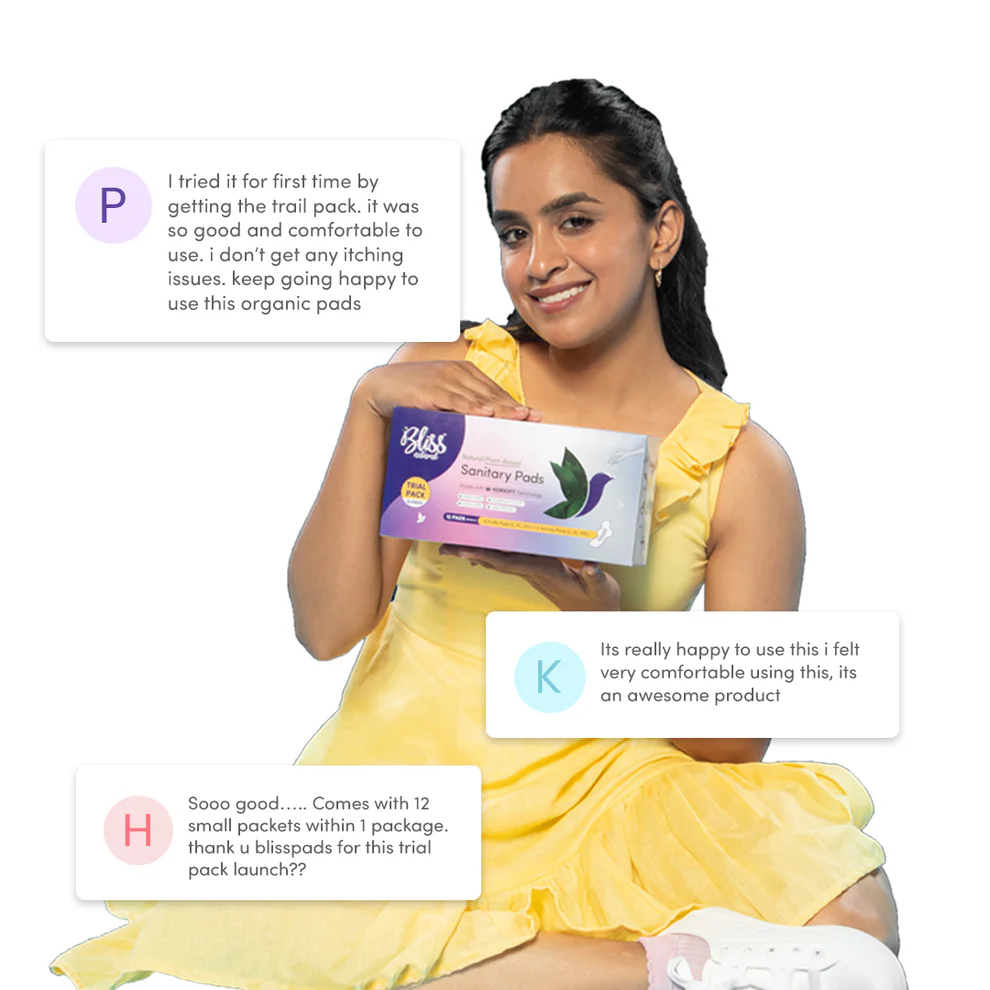 I tried it for first time by
getting the trail pack. it was
so good and comfortable to
use. i don’t get any itching
issues. keep going happy to
use this organic pads
P
Bliss
natural
Natural Plant-Based
Sanitary Pads
Made with XENSOFT Technology
TRIAL
PACK
12 PADS
Its really happy to use this i felt
very comfortable using this, its
an awesome product
K
Sooo good..... Comes with 12
small packets within 1 package.
thank u blisspads for this trial
pack launch??
H